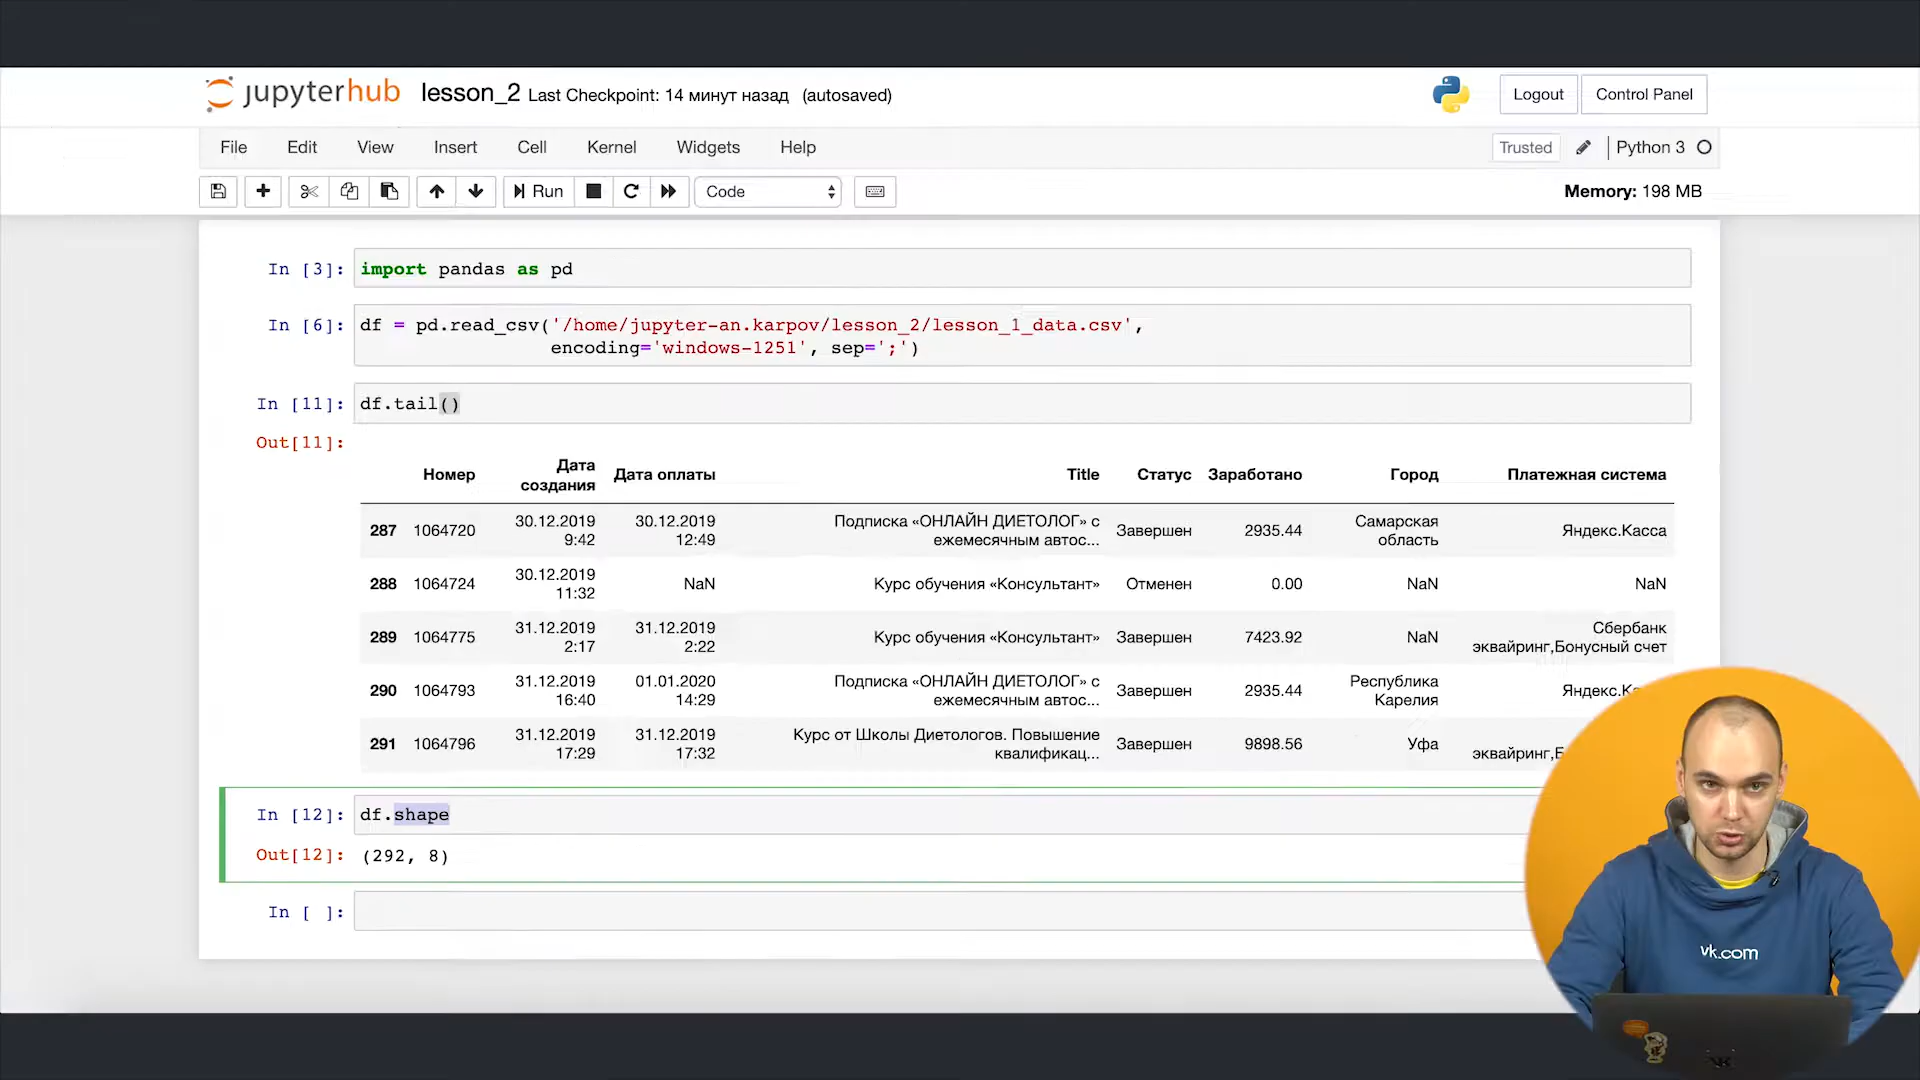 jupyterhub lesson_2 Last Checkpoint: 14 минут назад (autosaved)
Logout Control Panel
File Edit View Insert Cell Kernel Widgets Help
Trusted Python 3
Run Code
Memory: 198 MB
In [3]: import pandas as pd
In [6]: df = pd.read_csv('/home/jupyter-an.karpov/lesson_2/lesson_1_data.csv',
encoding='windows-1251', sep=';')
In [11]: df.tail()
Out[11]:
Номер Дата создания Дата оплаты Title Статус Заработано Город Платежная система
287 1064720 30.12.2019 9:42 30.12.2019 12:49 Подписка «ОНЛАЙН ДИЕТОЛОГ» с ежемесячным автос... Завершен 2935.44 Самарская область Яндекс.Касса
288 1064724 30.12.2019 11:32 NaN Курс обучения «Консультант» Отменен 0.00 NaN NaN
289 1064775 31.12.2019 2:17 31.12.2019 2:22 Курс обучения «Консультант» Завершен 7423.92 NaN Сбербанк эквайринг,Бонусный счет
290 1064793 31.12.2019 16:40 01.01.2020 14:29 Подписка «ОНЛАЙН ДИЕТОЛОГ» с ежемесячным автос... Завершен 2935.44 Республика Карелия
291 1064796 31.12.2019 17:29 31.12.2019 17:32 Курс от Школы Диетологов. Повышение квалификац... Завершен 9898.56 Уфа
In [12]: df.shape
Out[12]: (292, 8)
In [ ]:
vk.com